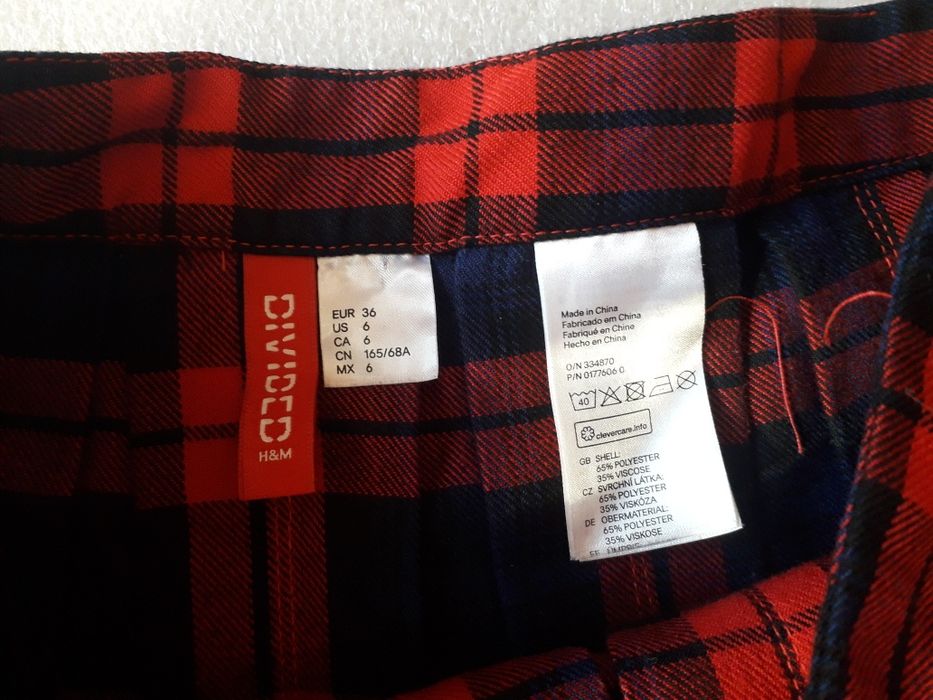 DIVIDED
H&M
EUR 36
US 6
CA 6
CN 165/68A
MX 6
Made in China
Fabricado em China
Fabriqué en Chine
Hecho en China
O/N 334870
P/N 0177606 0
40
clevercare.info
GB SHELL:
65% POLYESTER
35% VISCOSE
CZ SVRCHNÍ LÁTKA:
65% POLYESTER
35% VISKÓZA
DE OBERMATERIAL:
65% POLYESTER
35% VISKOSE